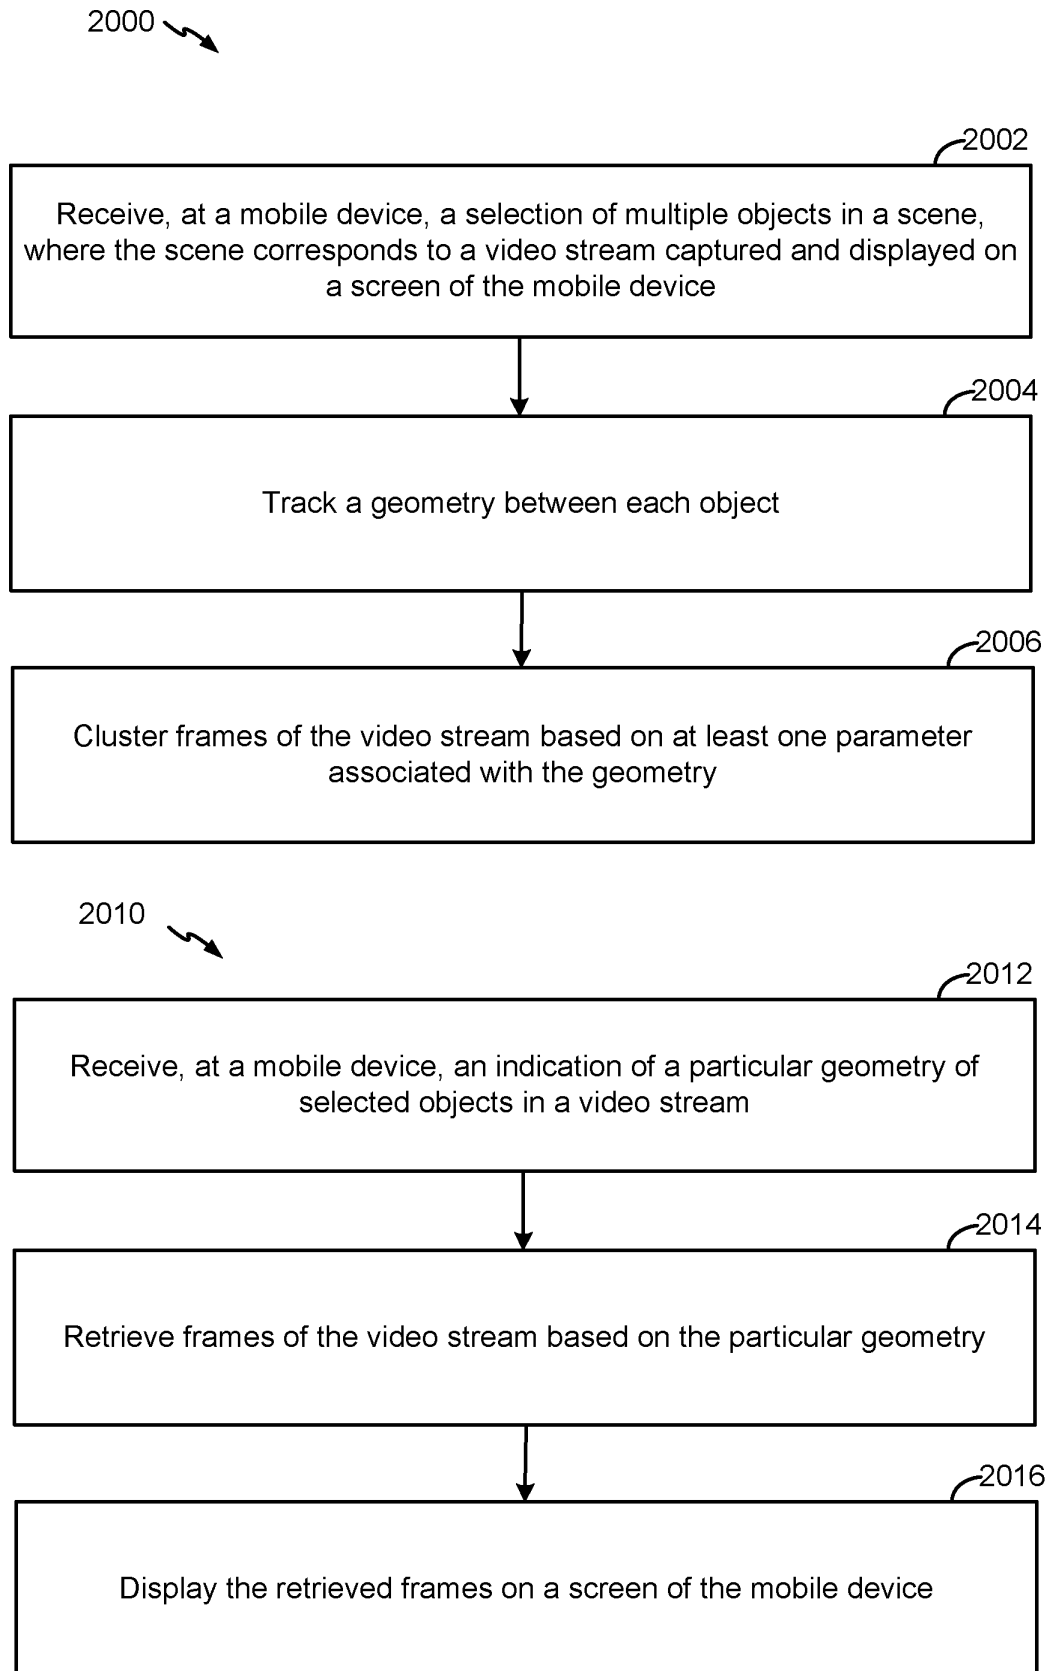 2000
2002
Receive, at a mobile device, a selection of multiple objects in a scene,
where the scene corresponds to a video stream captured and displayed on
a screen of the mobile device
2004
Track a geometry between each object
2006
Cluster frames of the video stream based on at least one parameter
associated with the geometry
2010
2012
Receive, at a mobile device, an indication of a particular geometry of
selected objects in a video stream
2014
Retrieve frames of the video stream based on the particular geometry
2016
Display the retrieved frames on a screen of the mobile device